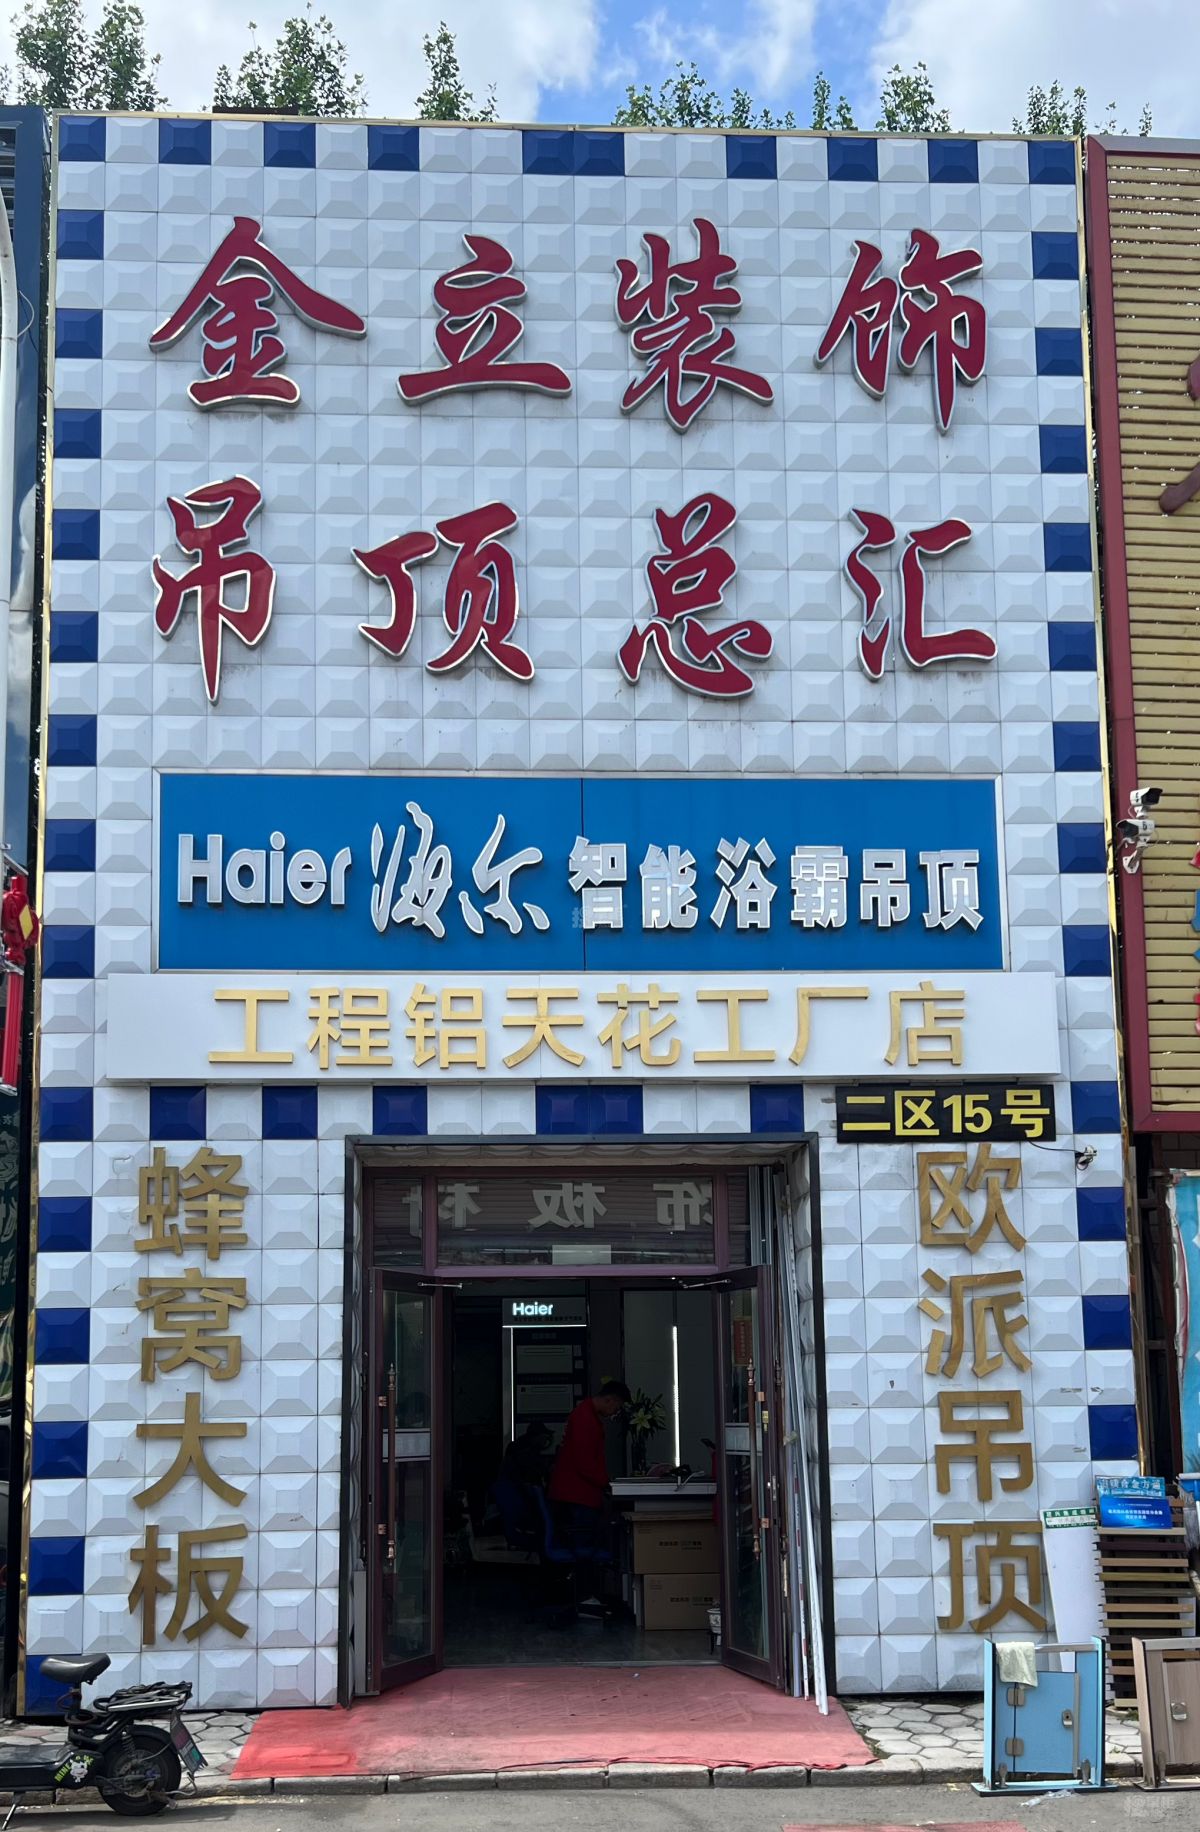 金立装饰
吊顶总汇
Haier 海尔 智能浴霸吊顶
工程铝天花工厂店
二区15号
蜂窝大板
欧派吊顶
Haier